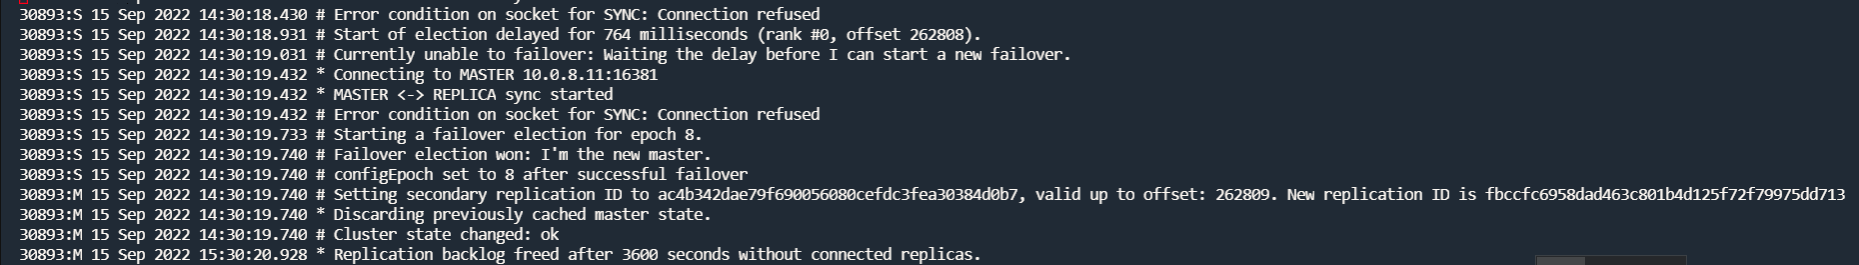 30893:S 15 Sep 2022 14:30:18.430 # Error condition on socket for SYNC: Connection refused
30893:S 15 Sep 2022 14:30:18.931 # Start of election delayed for 764 milliseconds (rank #0, offset 262808).
30893:S 15 Sep 2022 14:30:19.031 # Currently unable to failover: Waiting the delay before I can start a new failover.
30893:S 15 Sep 2022 14:30:19.432 * Connecting to MASTER 10.0.8.11:16381
30893:S 15 Sep 2022 14:30:19.432 * MASTER <-> REPLICA sync started
30893:S 15 Sep 2022 14:30:19.432 # Error condition on socket for SYNC: Connection refused
30893:S 15 Sep 2022 14:30:19.733 # Starting a failover election for epoch 8.
30893:S 15 Sep 2022 14:30:19.740 # Failover election won: I'm the new master.
30893:S 15 Sep 2022 14:30:19.740 # configEpoch set to 8 after successful failover
30893:M 15 Sep 2022 14:30:19.740 # Setting secondary replication ID to ac4b342dae79f690056080cefdc3fea30384d0b7, valid up to offset: 262809. New replication ID is fbccfc6958dad463c801b4d125f72f79975dd713
30893:M 15 Sep 2022 14:30:19.740 * Discarding previously cached master state.
30893:M 15 Sep 2022 14:30:19.740 # Cluster state changed: ok
30893:M 15 Sep 2022 15:30:20.928 * Replication backlog freed after 3600 seconds without connected replicas.